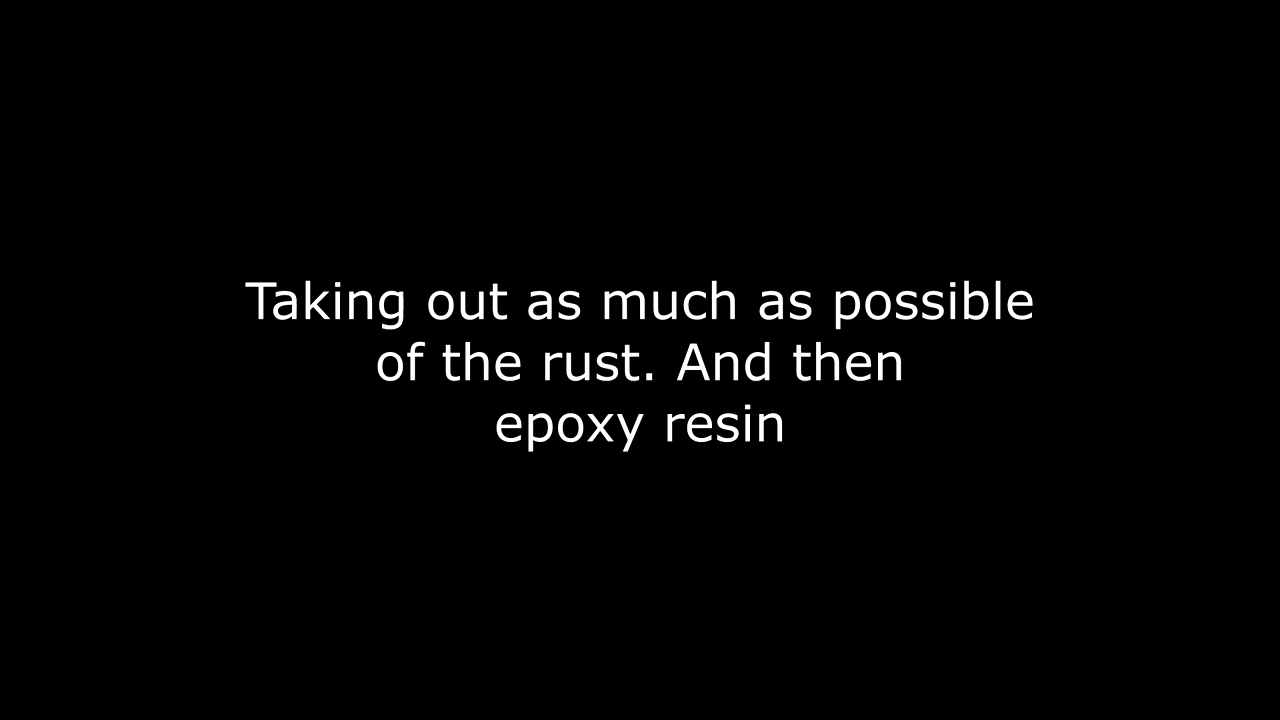 Taking out as much as possible
of the rust. And then
epoxy resin